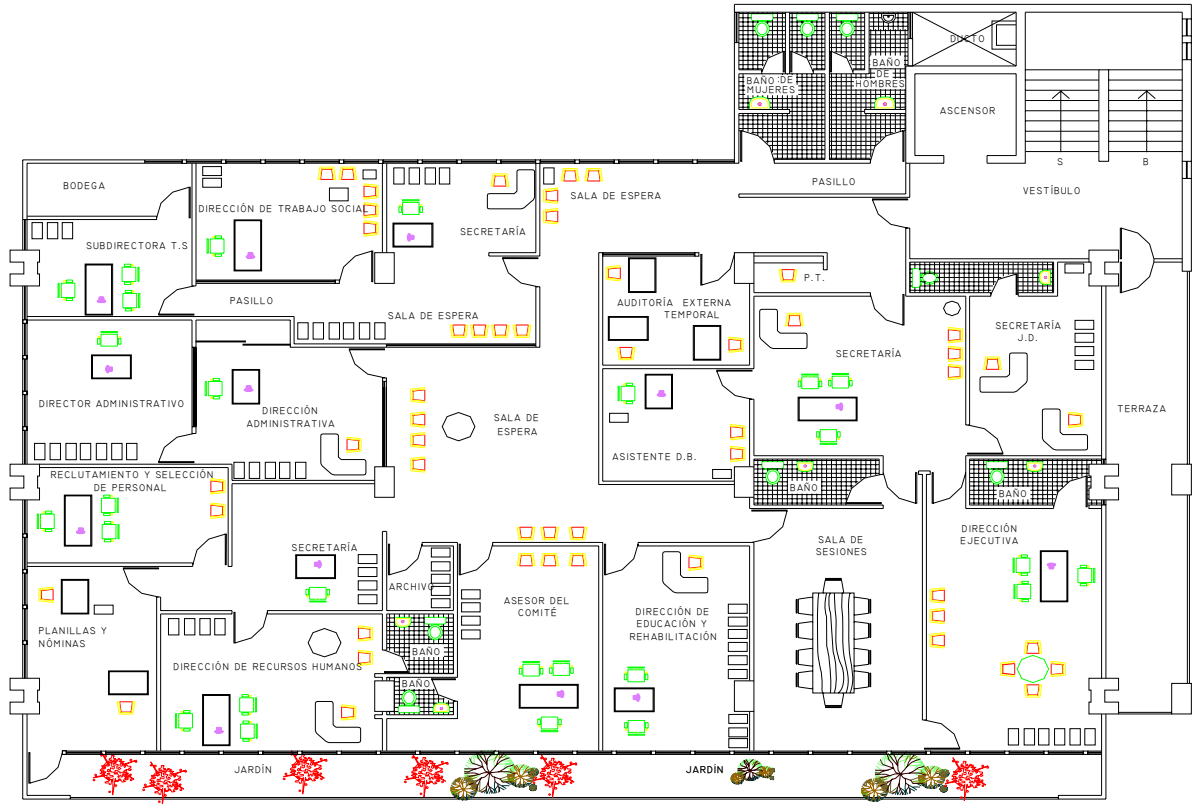 DUCTO
BAÑO DE
MUJERES
BAÑO
DE
HOMBRES
ASCENSOR
S
B
BODEGA
PASILLO
VESTÍBULO
DIRECCIÓN DE TRABAJO SOCIAL
SALA DE ESPERA
SECRETARÍA
SUBDIRECTORA T.S
PASILLO
SALA DE ESPERA
AUDITORÍA EXTERNA
TEMPORAL
P.T.
SECRETARÍA
J.D.
SECRETARÍA
DIRECTOR ADMINISTRATIVO
DIRECCIÓN
ADMINISTRATIVA
SALA DE
ESPERA
TERRAZA
ASISTENTE D.B.
RECLUTAMIENTO Y SELECCIÓN
DE PERSONAL
BAÑO
BAÑO
SALA DE
SESIONES
DIRECCIÓN
EJECUTIVA
SECRETARÍA
ARCHIVO
ASESOR DEL
COMITÉ
DIRECCIÓN DE
EDUCACIÓN Y
REHABILITACIÓN
PLANILLAS Y
NÓMINAS
BAÑO
DIRECCIÓN DE RECURSOS HUMANOS
BAÑO
JARDÍN
JARDÍN